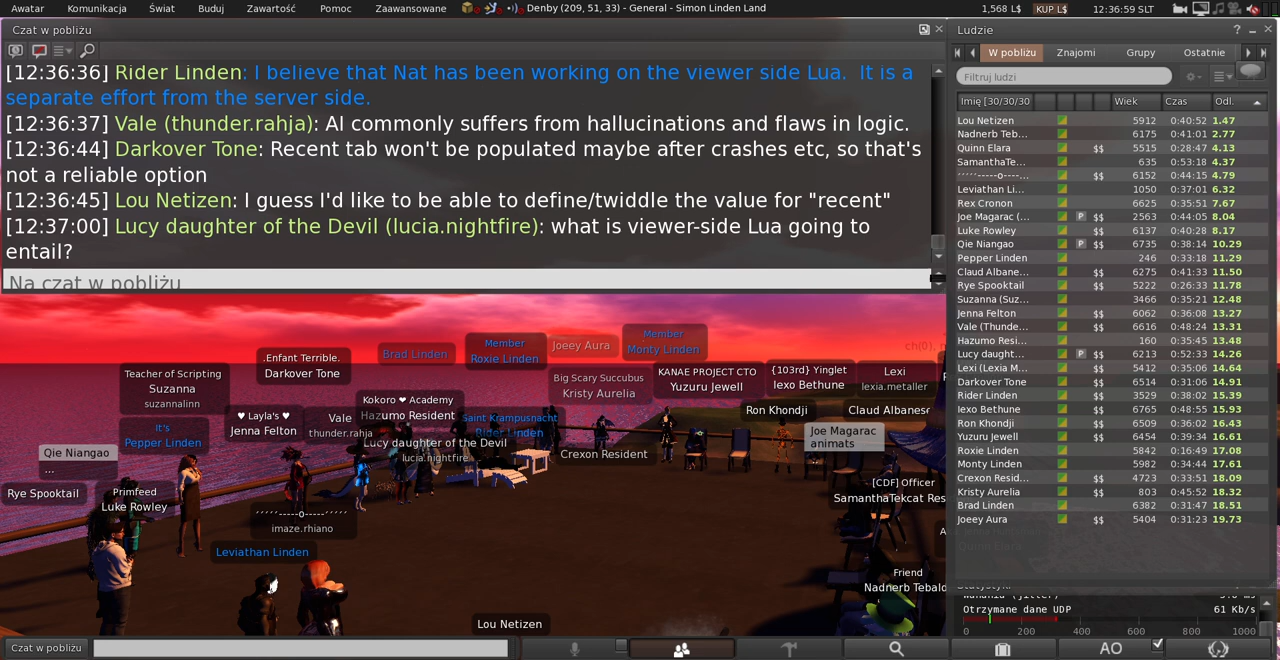 Awatar Komunikacja Świat Buduj Zawartość Pomoc Zaawansowane Denby (209, 51, 33) - General - Simon Linden Land 1,568 L$ KUP L$ 12:36:59 SLT
Czat w pobliżu
[12:36:36] Rider Linden: I believe that Nat has been working on the viewer side Lua. It is a
separate effort from the server side.
[12:36:37] Vale (thunder.rahja): AI commonly suffers from hallucinations and flaws in logic.
[12:36:44] Darkover Tone: Recent tab won't be populated maybe after crashes etc, so that's
not a reliable option
[12:36:45] Lou Netizen: I guess I'd like to be able to define/twiddle the value for "recent"
[12:37:00] Lucy daughter of the Devil (lucia.nightfire): what is viewer-side Lua going to
entail?
Na czat w pobliżu
Ludzie
W pobliżu Znajomi Grupy Ostatnie
Filtruj ludzi
Imię [30/30/30 Wiek Czas Odl.
Lou Netizen 5912 0:40:52 1.47
Nadnerb Teb... 6175 0:41:01 2.77
Quinn Elara $$ 5515 0:28:47 4.13
SamanthaTe... 635 0:53:18 4.37
´´´´´-----o----... $$ 6152 0:44:15 4.79
Leviathan Li... 1050 0:37:01 6.32
Rex Cronon 6625 0:35:51 7.67
Joe Magarac (... P $$ 2563 0:44:05 8.04
Luke Rowley $$ 6137 0:40:28 8.17
Qie Niangao P $$ 6735 0:38:14 10.29
Pepper Linden 246 0:33:18 11.29
Claud Albane... $$ 6275 0:41:33 11.50
Rye Spooktail $$ 5222 0:26:33 11.78
Suzanna (Suz... 3466 0:35:21 12.48
Jenna Felton $$ 6062 0:36:08 13.27
Vale (Thunde... $$ 6616 0:48:24 13.31
Hazumo Resi... 160 0:35:45 13.48
Lucy daught... P $$ 6213 0:52:33 14.26
Lexi (Lexia M... $$ 5412 0:35:06 14.64
Darkover Tone $$ 6514 0:31:06 14.91
Rider Linden $$ 3529 0:38:02 15.39
Iexo Bethune $$ 6765 0:48:55 15.93
Ron Khondji $$ 6509 0:36:02 16.43
Yuzuru Jewell $$ 6454 0:39:34 16.61
Roxie Linden 5842 0:16:49 17.08
Monty Linden 5982 0:34:44 17.61
Crexon Resid... $$ 4723 0:33:51 18.09
Kristy Aurelia $$ 803 0:45:52 18.32
Brad Linden 6382 0:31:47 18.51
Joeey Aura $$ 5404 0:31:23 19.73
Member
Roxie Linden
Joeey Aura
Member
Monty Linden
Brad Linden
.Enfant Terrible.
Darkover Tone
Teacher of Scripting
Suzanna
suzannalinn
Big Scary Succubus
Kristy Aurelia
KANAE PROJECT CTO
Yuzuru Jewell
{103rd} Yinglet
Iexo Bethune
Lexi
lexia.metaller
Kokoro ❤ Academy
Hazumo Resident
♥ Layla's ♥
Jenna Felton
Vale
thunder.rahja
Saint Krampusnacht
Rider Linden
Ron Khondji
Claud Albanese
It's
Pepper Linden
Lucy daughter of the Devil
lucia.nightfire
Joe Magarac
animats
Qie Niangao
...
Crexon Resident
Rye Spooktail
Primfeed
Luke Rowley
[CDF] Officer
SamanthaTekcat Res
´´´´´-----o-----´´´´´
imaze.rhiano
Leviathan Linden
Friend
Nadnerb Tebald
Lou Netizen
Otrzymane dane UDP 61 Kb/s
0 200 400 600 800 1000
Czat w pobliżu
AO